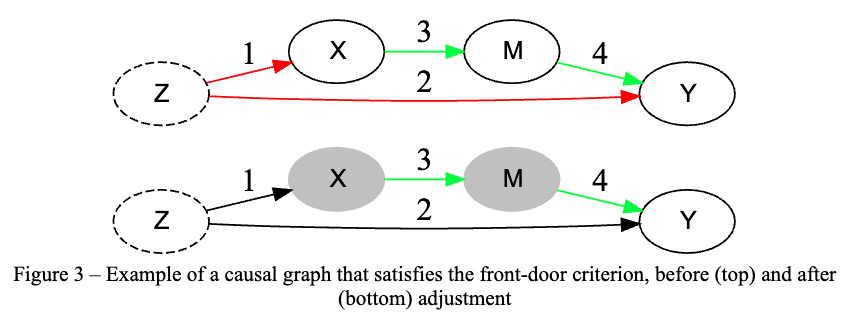 1
X
3
M
4
Z
2
Y
1
X
3
M
4
Z
2
Y
Figure 3 – Example of a causal graph that satisfies the front-door criterion, before (top) and after
(bottom) adjustment